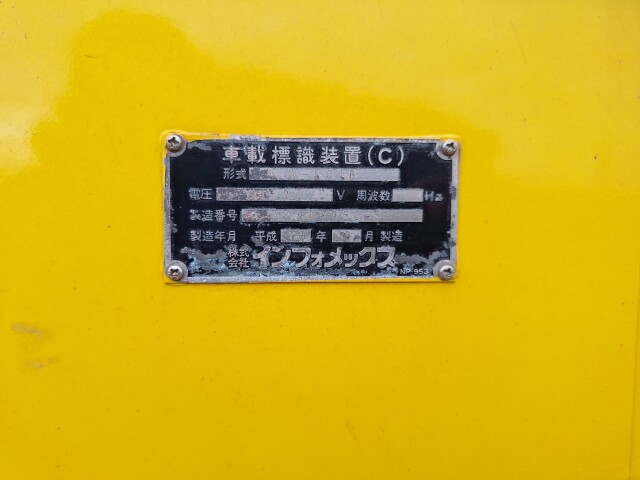 車載標識装置(C)
形式
電圧 V 周波数 Hz
製造番号
製造年月 平成 年 月 製造
株式会社 インフォメックス
NP 953